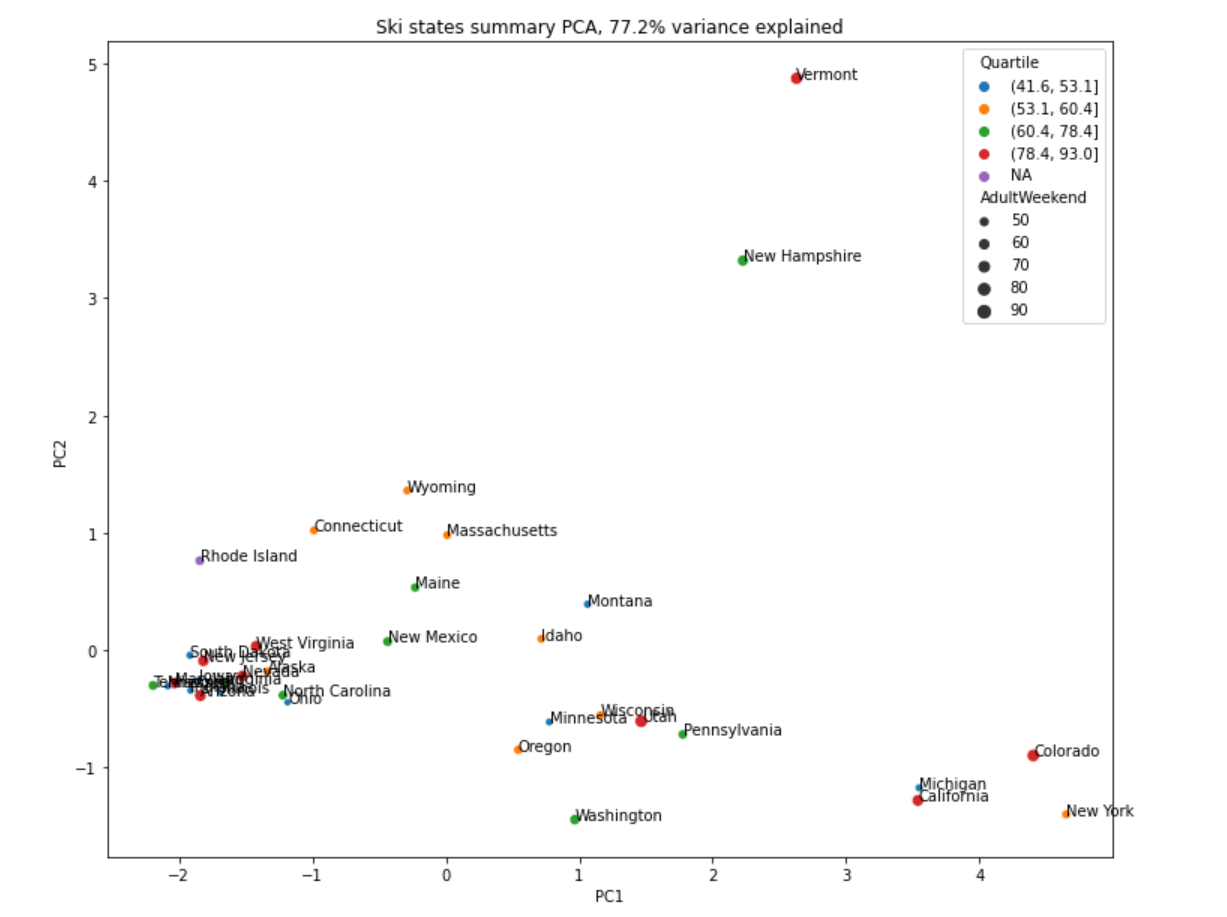 Ski states summary PCA, 77.2% variance explained
Quartile
(41.6, 53.1]
(53.1, 60.4]
(60.4, 78.4]
(78.4, 93.0]
NA
AdultWeekend
50
60
70
80
90
5
4
3
2
1
0
−1
PC2
Vermont
New Hampshire
Wyoming
Connecticut
Massachusetts
Rhode Island
Maine
Montana
Idaho
New Mexico
West Virginia
South Dakota
New Jersey
Alaska
Nevada
North Carolina
Ohio
Wisconsin
Minnesota
Utah
Pennsylvania
Oregon
Colorado
Michigan
California
New York
Washington
−2
−1
0
1
2
3
4
PC1